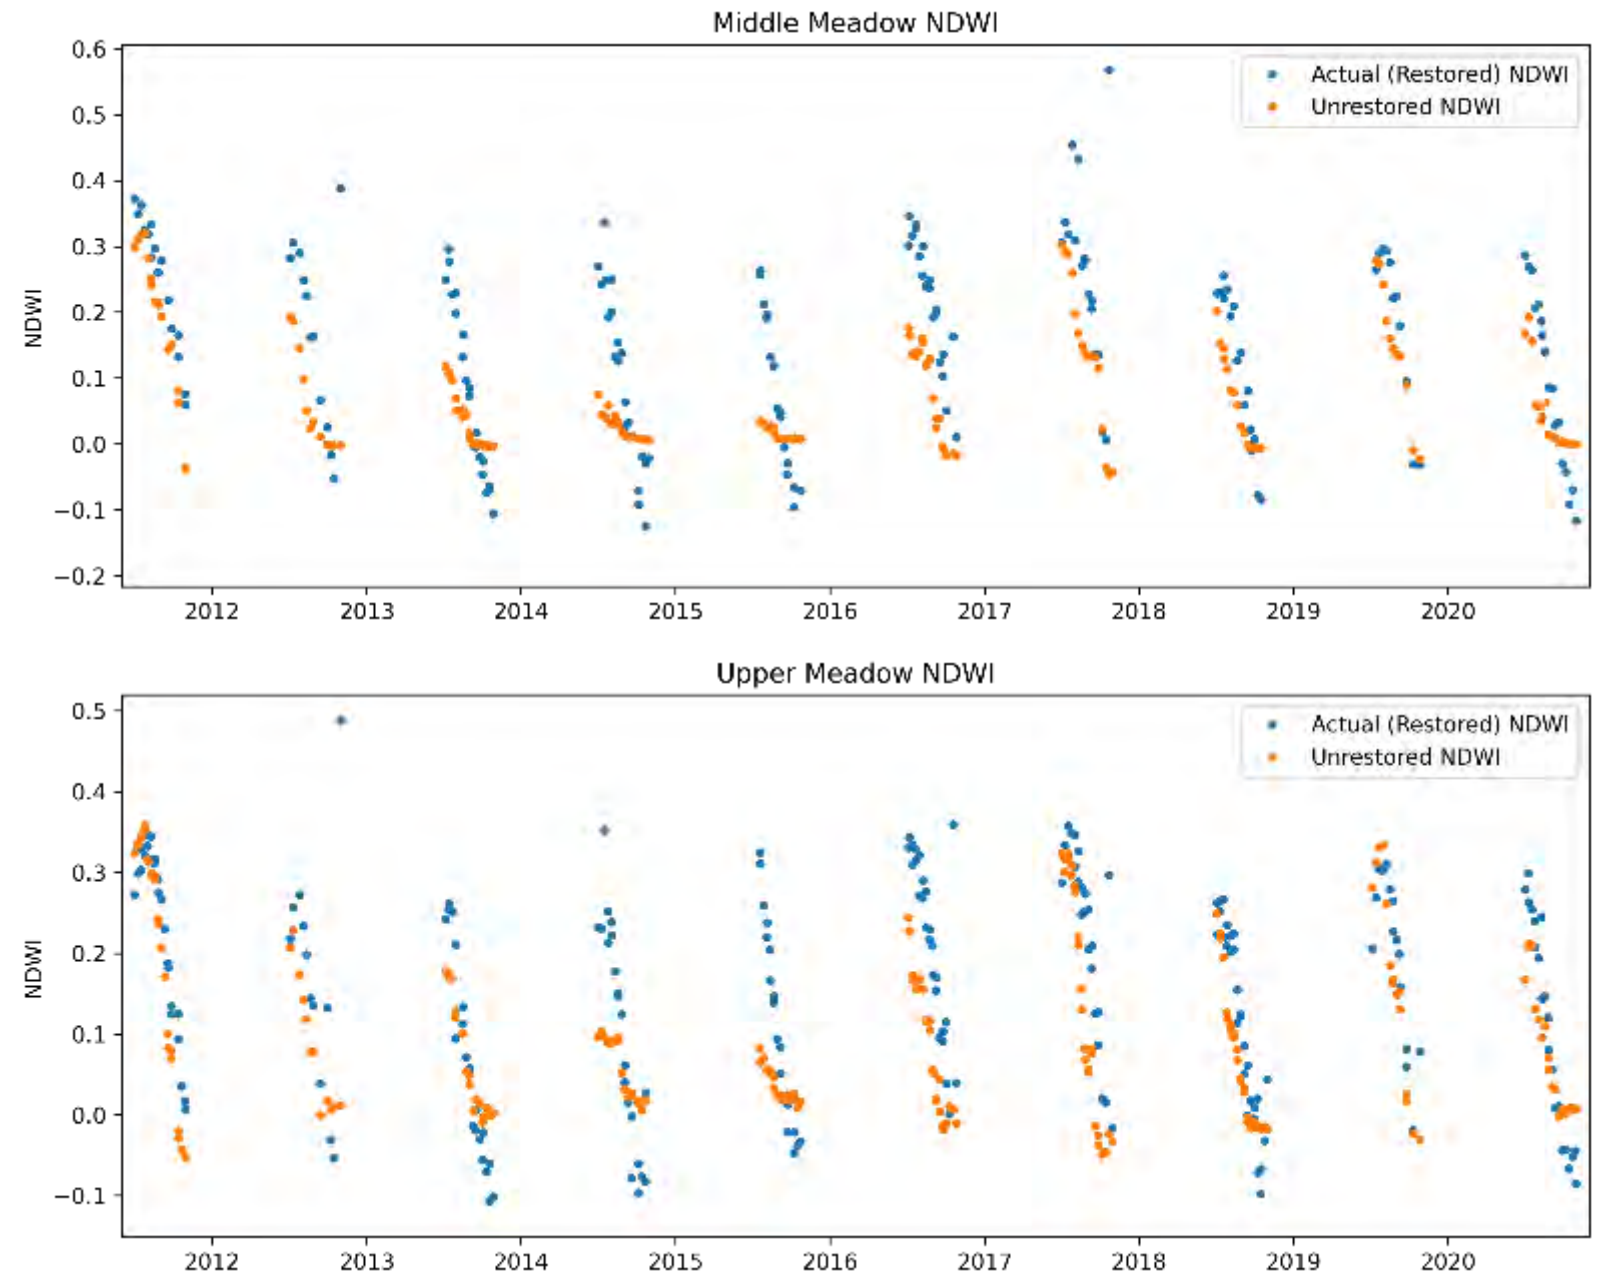 Middle Meadow NDWI
0.6
0.5
0.4
0.3
0.2
0.1
0.0
−0.1
−0.2
NDWI
Actual (Restored) NDWI
Unrestored NDWI
2012 2013 2014 2015 2016 2017 2018 2019 2020
Upper Meadow NDWI
0.5
0.4
0.3
0.2
0.1
0.0
−0.1
NDWI
Actual (Restored) NDWI
Unrestored NDWI
2012 2013 2014 2015 2016 2017 2018 2019 2020